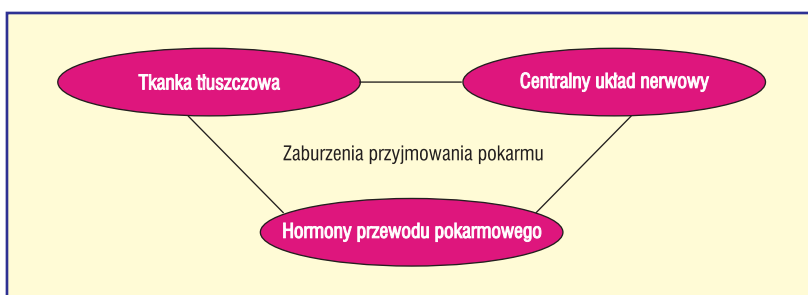 Tkanka tłuszczowa
Centralny układ nerwowy
Zaburzenia przyjmowania pokarmu
Hormony przewodu pokarmowego